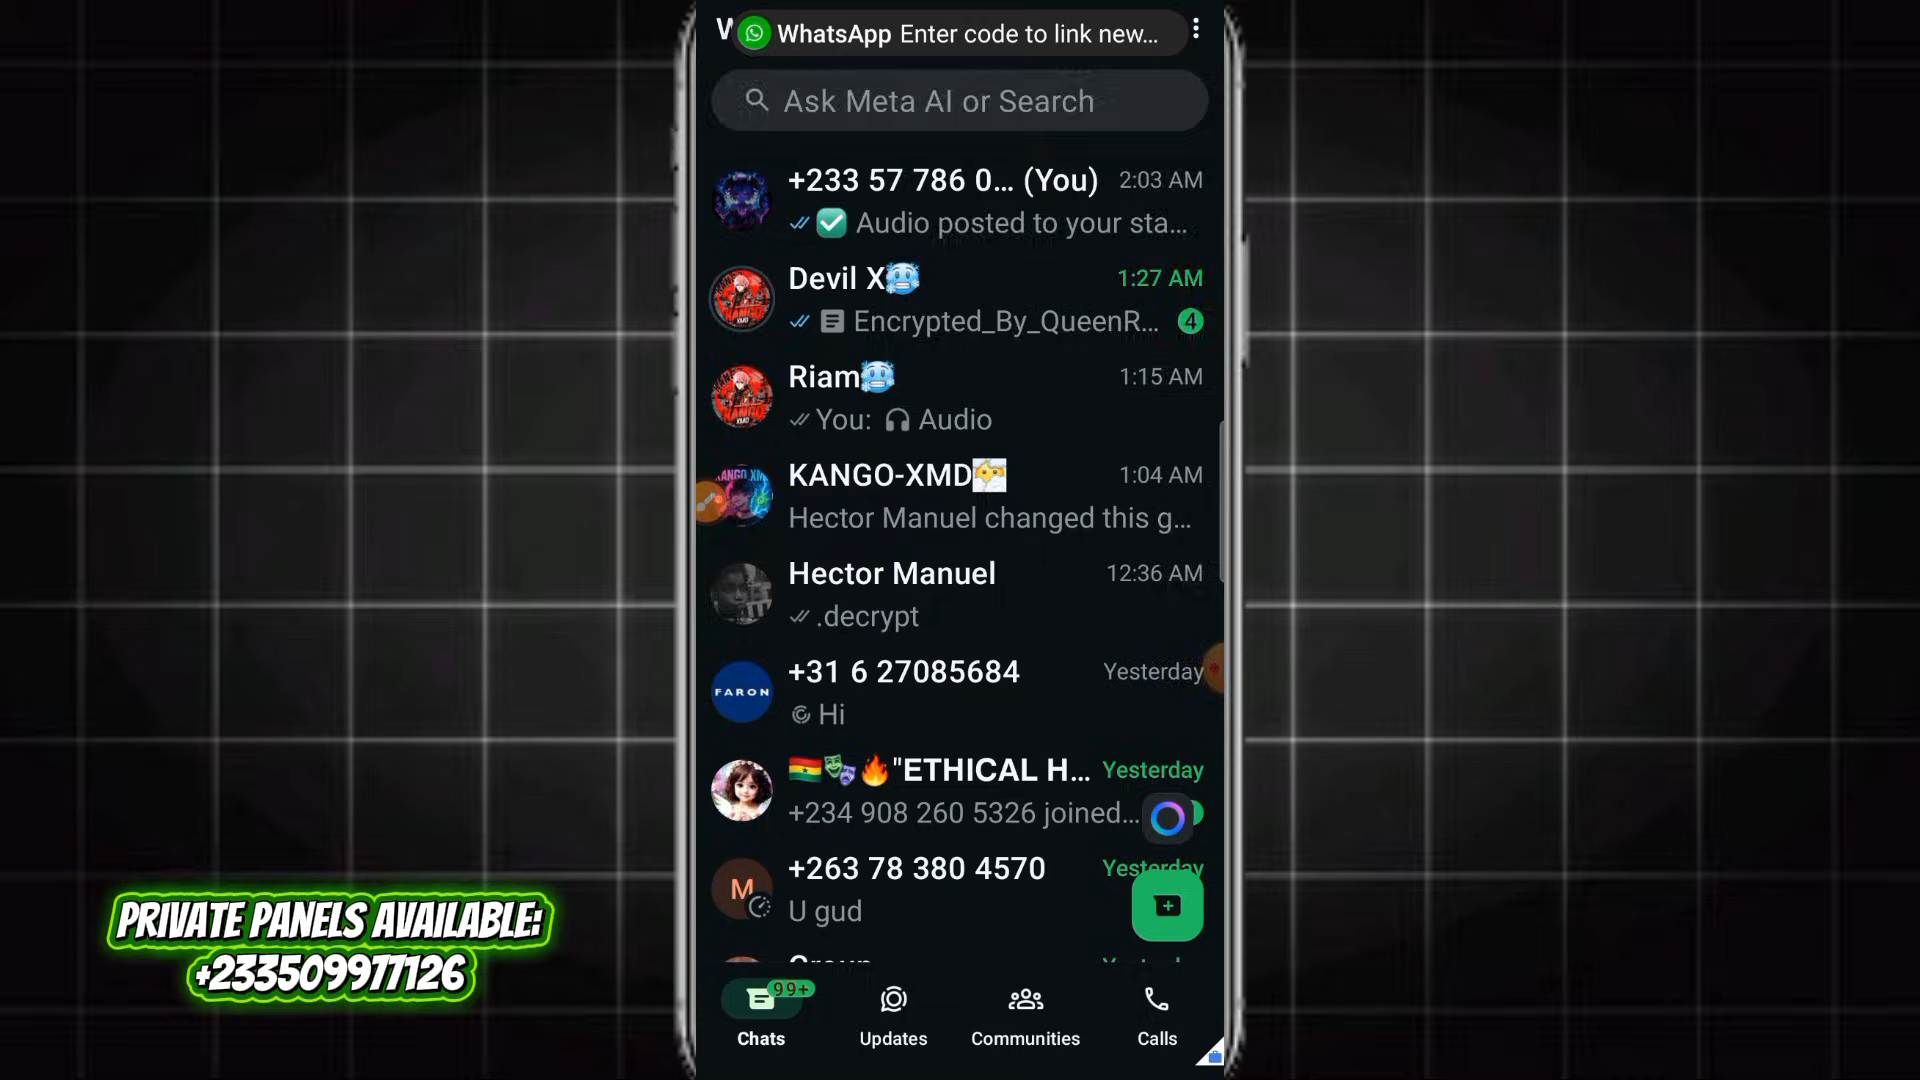 W
WhatsApp Enter code to link new...
Ask Meta AI or Search
+233 57 786 0... (You) 2:03 AM
✅ Audio posted to your sta...
Devil X🥶 1:27 AM
Encrypted_By_QueenR... 4
Riam🥶 1:15 AM
You: Audio
KANGO-XMD 1:04 AM
Hector Manuel changed this g...
Hector Manuel 12:36 AM
.decrypt
+31 6 27085684 Yesterday
FARON
Hi
🇬🇭🎭🔥"ETHICAL H... Yesterday
+234 908 260 5326 joined...
+263 78 380 4570 Yesterday
M
U gud
99+
Chats Updates Communities Calls
PRIVATE PANELS AVAILABLE:
+233509977126